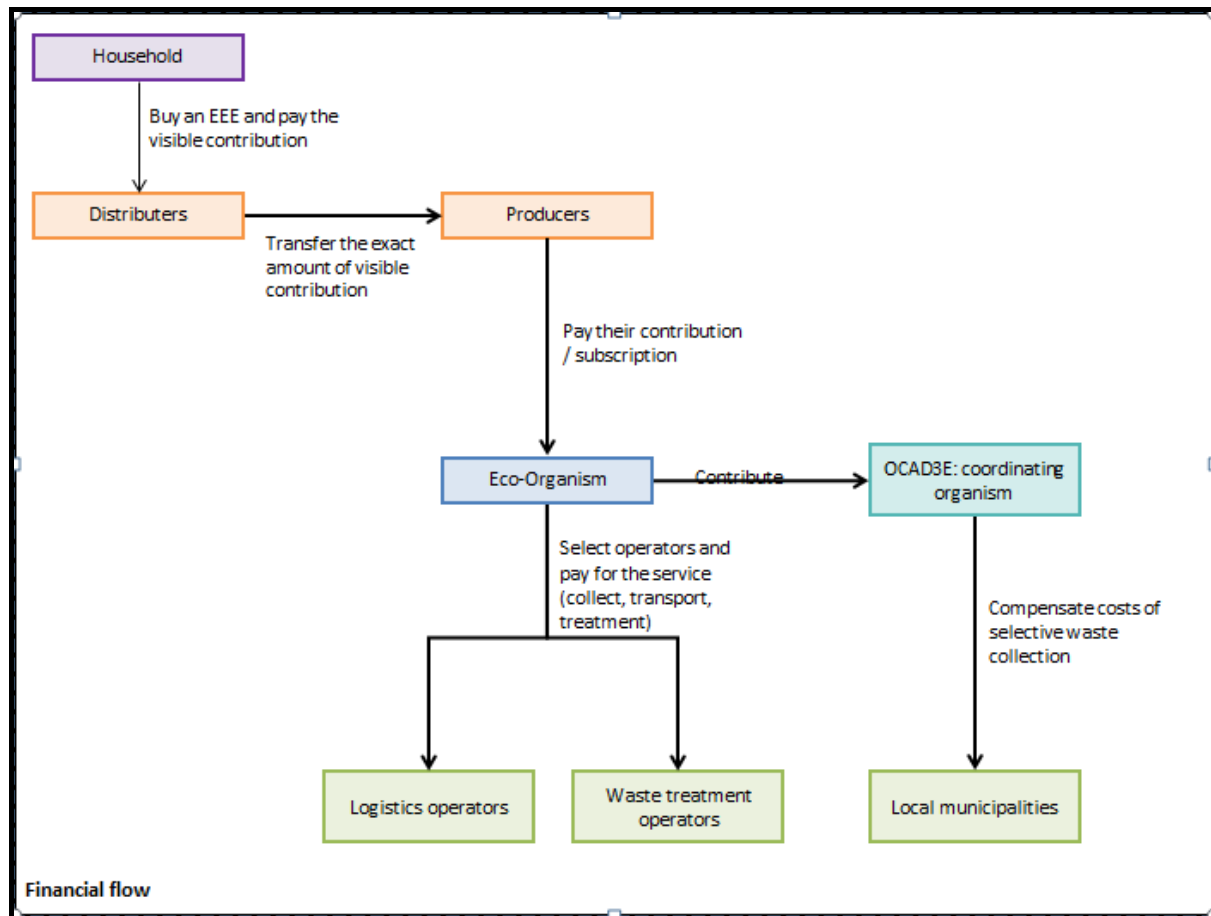 Household
Buy an EEE and pay the
visible contribution
Distributers
Producers
Transfer the exact
amount of visible
contribution
Pay their contribution
/ subscription
Eco-Organism
Contribute
OCAD3E: coordinating
organism
Select operators and
pay for the service
(collect, transport,
treatment)
Compensate costs of
selective waste
collection
Logistics operators
Waste treatment
operators
Local municipalities
Financial flow